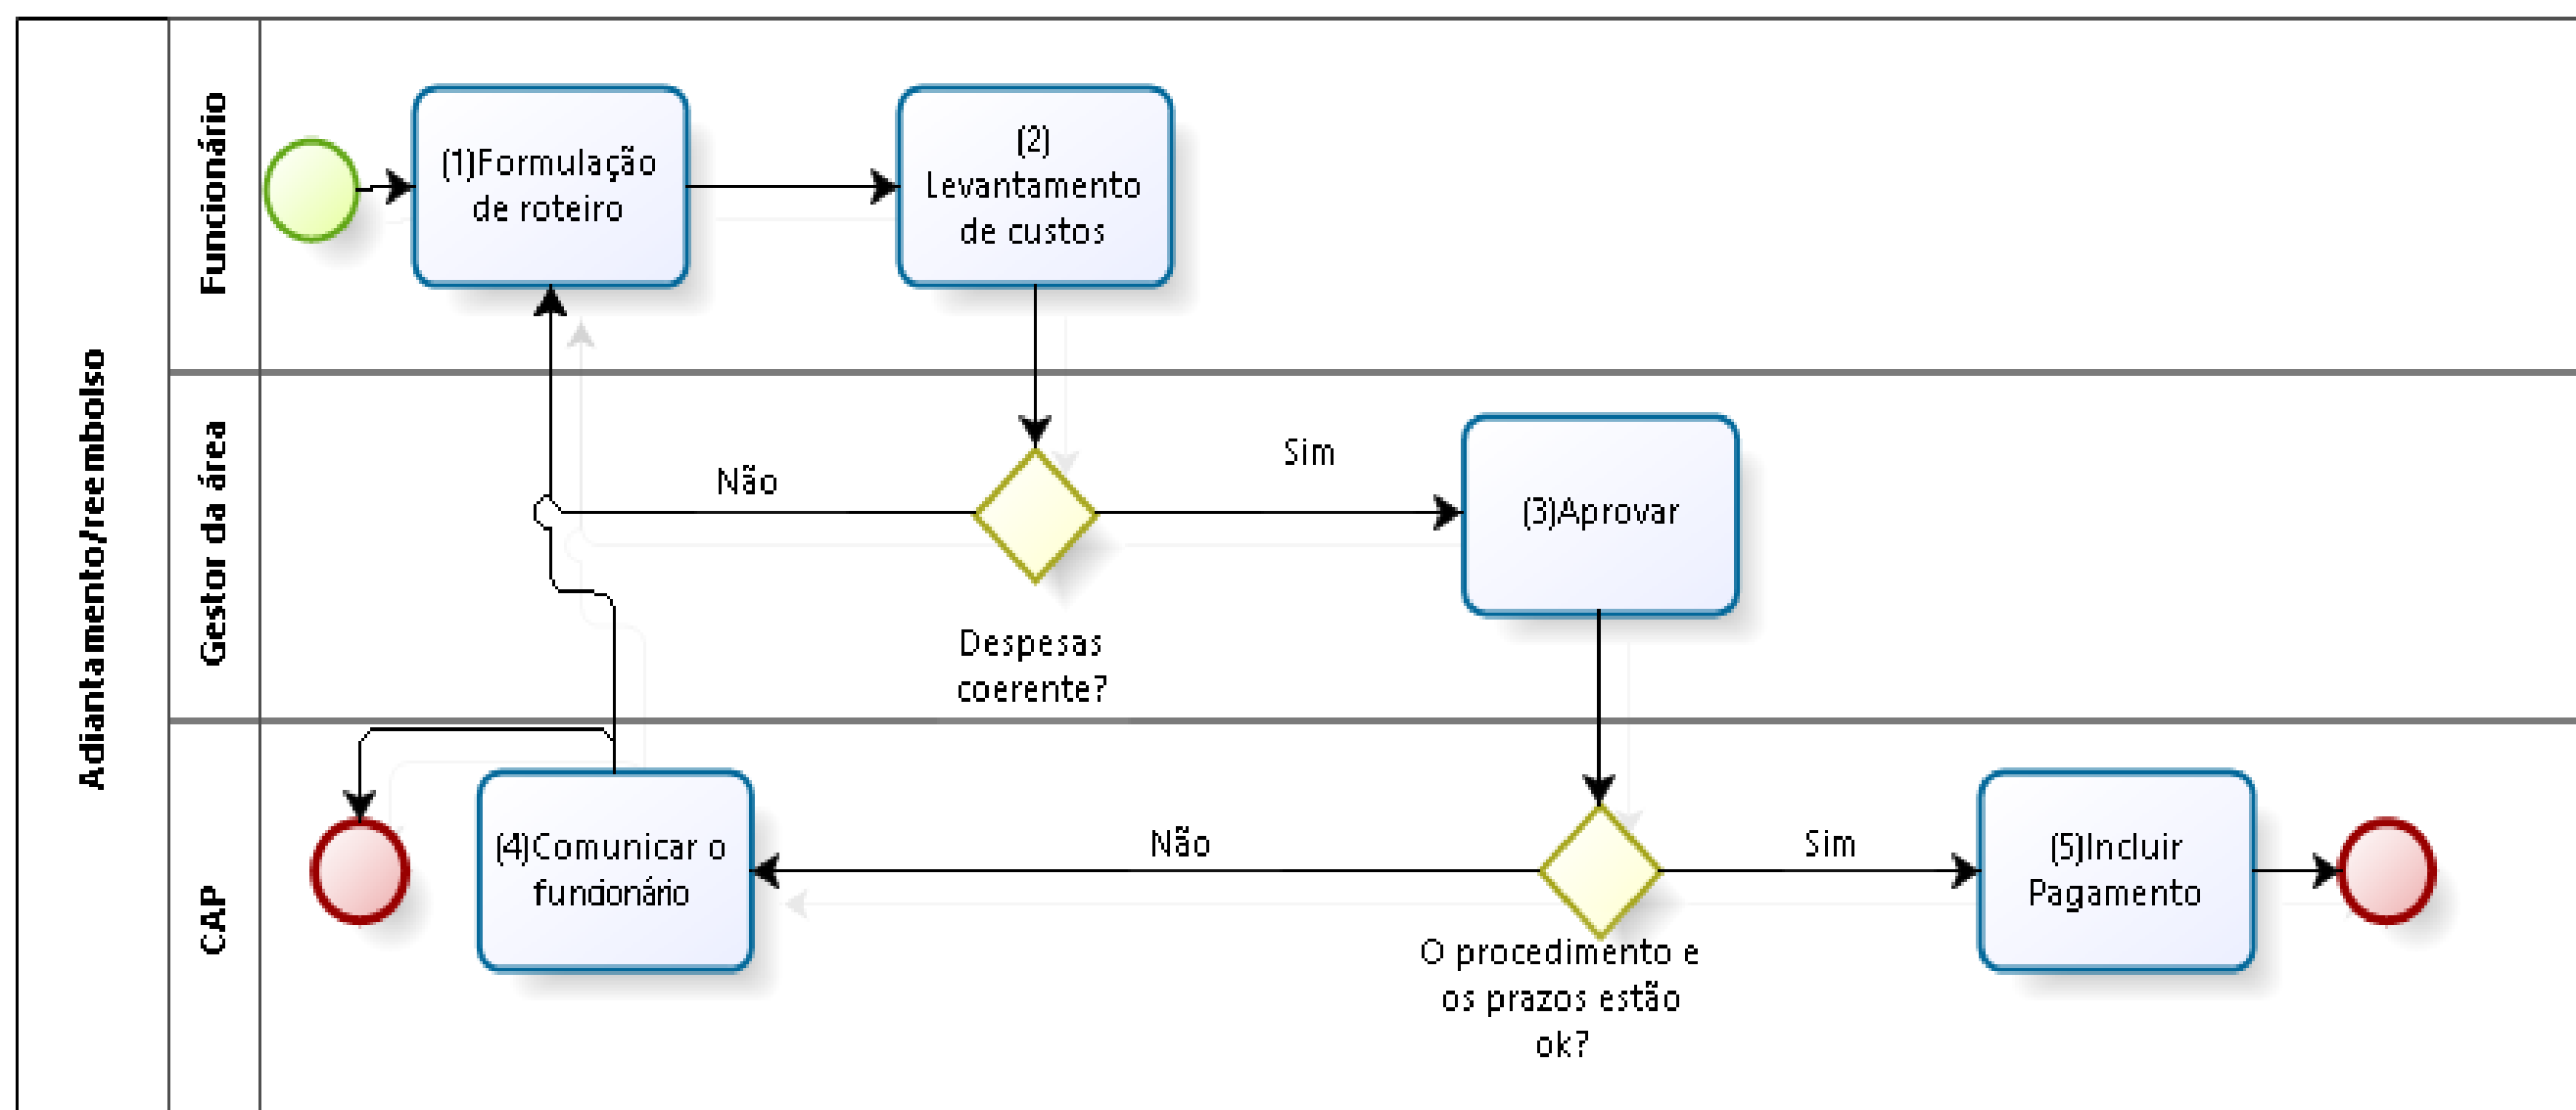 Adiantamento/reembolso
Funcionário
(1)Formulação
de roteiro
(2)
Levantamento
de custos
Gestor da área
Não
Sim
(3)Aprovar
Despesas
coerente?
CAP
(4)Comunicar o
funcionário
Não
Sim
(5)Incluir
Pagamento
O procedimento e
os prazos estão
ok?